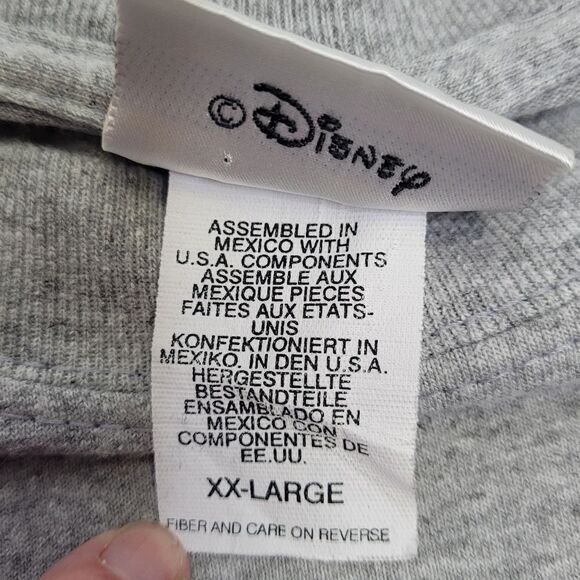 © Disney
ASSEMBLED IN
MEXICO WITH
U.S.A. COMPONENTS
ASSEMBLE AUX
MEXIQUE PIECES
FAITES AUX ETATS-
UNIS
KONFEKTIONIERT IN
MEXIKO, IN DEN U.S.A.
HERGESTELLTE
BESTANDTEILE
ENSAMBLADO EN
MEXICO CON
COMPONENTES DE
EE.UU.
XX-LARGE
FIBER AND CARE ON REVERSE